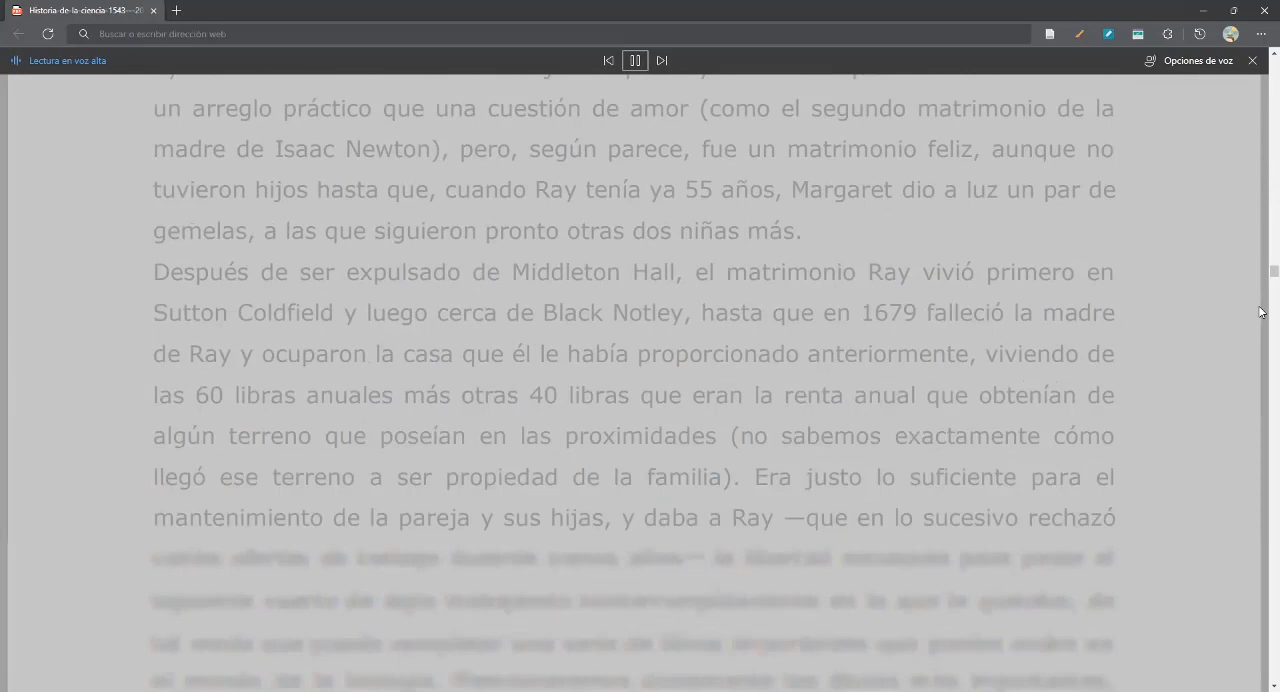 Historia-de-la-ciencia-1543---20
Buscar o escribir dirección web
Lectura en voz alta
Opciones de voz
un arreglo práctico que una cuestión de amor (como el segundo matrimonio de la
madre de Isaac Newton), pero, según parece, fue un matrimonio feliz, aunque no
tuvieron hijos hasta que, cuando Ray tenía ya 55 años, Margaret dio a luz un par de
gemelas, a las que siguieron pronto otras dos niñas más.
Después de ser expulsado de Middleton Hall, el matrimonio Ray vivió primero en
Sutton Coldfield y luego cerca de Black Notley, hasta que en 1679 falleció la madre
de Ray y ocuparon la casa que él le había proporcionado anteriormente, viviendo de
las 60 libras anuales más otras 40 libras que eran la renta anual que obtenían de
algún terreno que poseían en las proximidades (no sabemos exactamente cómo
llegó ese terreno a ser propiedad de la familia). Era justo lo suficiente para el
mantenimiento de la pareja y sus hijas, y daba a Ray —que en lo sucesivo rechazó